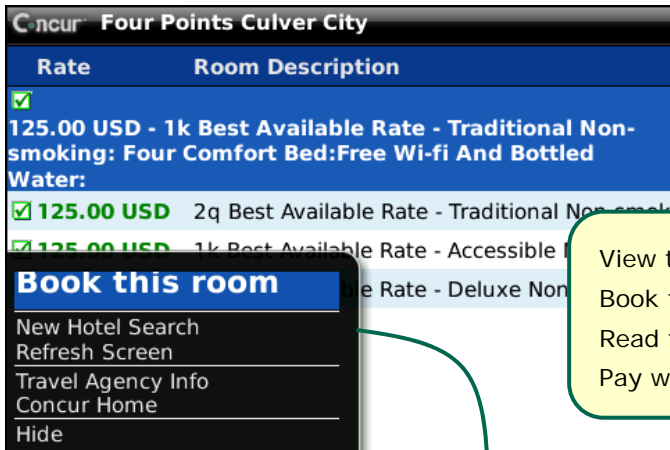 Concur Four Points Culver City
Rate Room Description
125.00 USD - 1k Best Available Rate - Traditional Non-
smoking: Four Comfort Bed:Free Wi-fi And Bottled
Water:
125.00 USD 2q Best Available Rate - Traditional
125.00 USD 1k Best Available Rate - Accessible
Rate - Deluxe Non
Book this room
New Hotel Search
Refresh Screen
Travel Agency Info
Concur Home
Hide
View
Book
Read
Pay